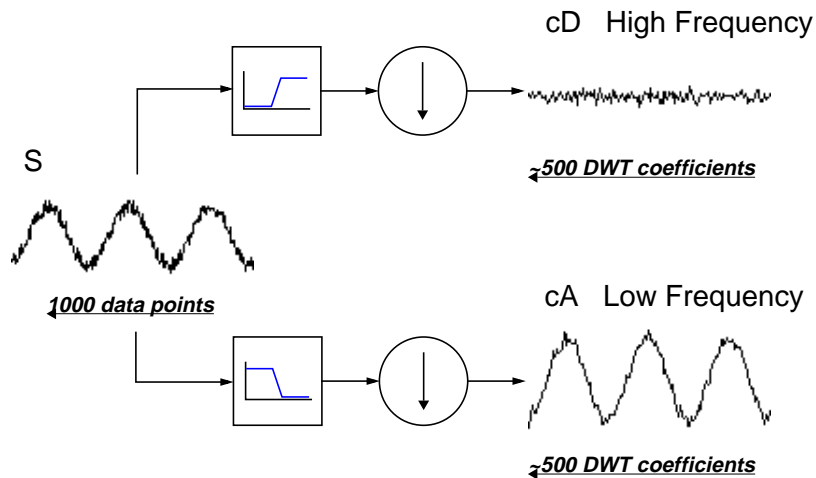 cD High Frequency
~500 DWT coefficients
S
1000 data points
cA Low Frequency
~500 DWT coefficients